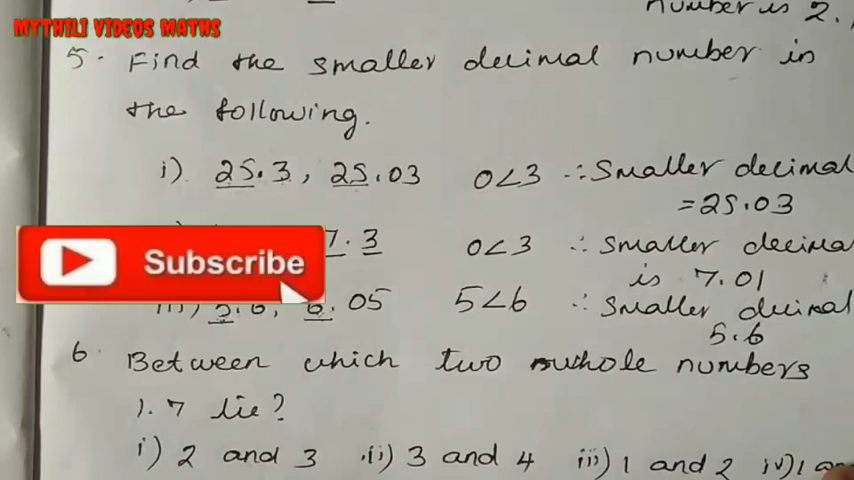 number is 2.
MYTHILI VIDEOS MATHS
5. Find the smaller decimal number in
the following.
i) 25.3, 25.03 0<3 ∴ Smaller decimal
= 25.03
7.3 0<3 ∴ Smaller decima
is 7.01
Subscribe
iii) 5.6, 6.05 5<6 ∴ Smaller decimal
5.6
6. Between which two whole numbers
1.7 lie?
i) 2 and 3 ii) 3 and 4 iii) 1 and 2 iv) 1